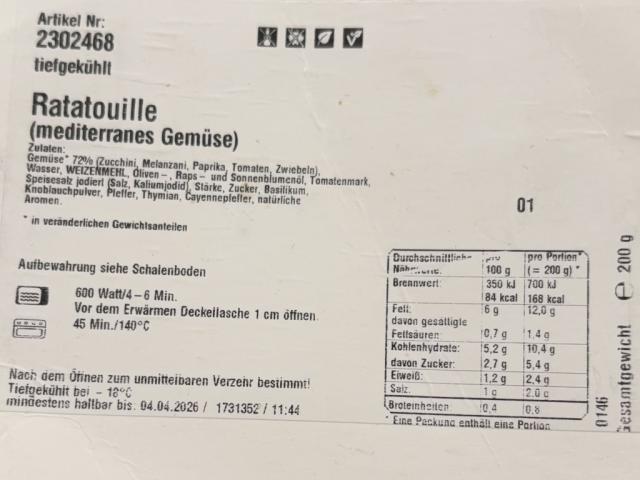 Artikel Nr:
2302468
tiefgekühlt
Ratatouille
(mediterranes Gemüse)
Zutaten:
Gemüse* 72% (Zucchini, Melanzani, Paprika, Tomaten, Zwiebeln),
Wasser, WEIZENMEHL, Oliven-, Raps- und Sonnenblumenöl, Tomatenmark,
Speisesalz jodiert (Salz, Kaliumjodid), Stärke, Zucker, Basilikum,
Knoblauchpulver, Pfeffer, Thymian, Cayennepfeffer, natürliche
Aromen.
* in veränderlichen Gewichtsanteilen
01
Aufbewahrung siehe Schalenboden
600 Watt/4-6 Min.
Vor dem Erwärmen Deckellasche 1 cm öffnen.
45 Min./140°C
Nach dem Öffnen zum unmittelbaren Verzehr bestimmt!
Tiefgekühlt bei - 18°C
mindestens haltbar bis: 04.04.2026 / 1731352 / 11:44
pro Portion*
100 g (= 200 g) *
Brennwert: 350 kJ 700 kJ
84 kcal 168 kcal
Fett: 6 g 12,0 g
davon gesättigte
Fettsäuren: 0,7 g 1,4 g
Kohlenhydrate: 5,2 g 10,4 g
davon Zucker: 2,7 g 5,4 g
Eiweiß: 1,2 g 2,4 g
Salz: 1 g 2,0 g
Broteinheiten 0,4 0,8
* Eine Packung enthält eine Portion
0146
Gesamtgewicht ℮ 200 g